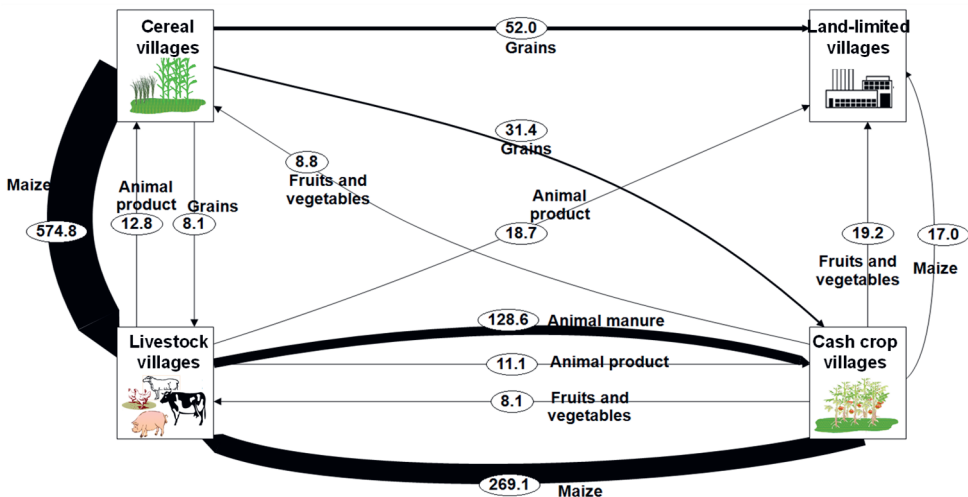 Cereal
villages
52.0
Grains
Land-limited
villages
31.4
Grains
8.8
Fruits and
vegetables
Maize
574.8
Animal
product
12.8
Grains
8.1
Animal
product
18.7
19.2
Fruits and
vegetables
17.0
Maize
Livestock
villages
128.6
Animal manure
Cash crop
villages
11.1
Animal product
8.1
Fruits and
vegetables
269.1
Maize